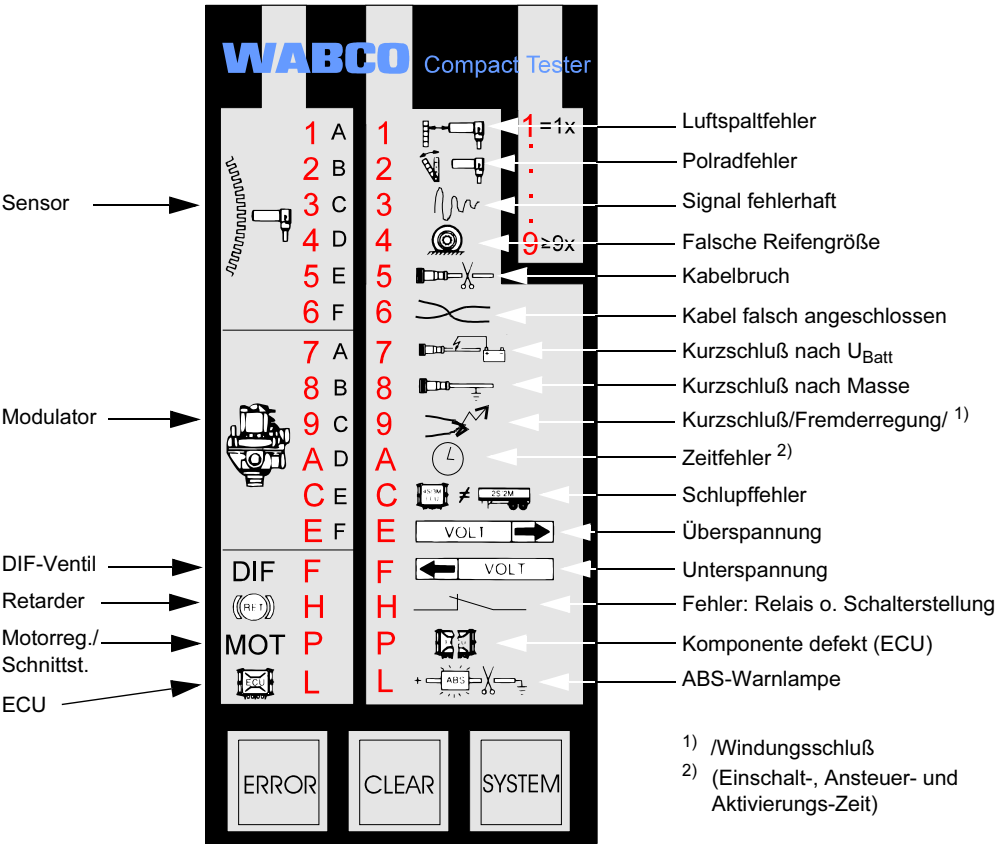 WABCO Compact Tester
1 A 1 1=1x Luftspaltfehler
2 B 2 Polradfehler
Sensor 3 C 3 Signal fehlerhaft
4 D 4 9≥9x Falsche Reifengröße
5 E 5 Kabelbruch
6 F 6 Kabel falsch angeschlossen
7 A 7 Kurzschluß nach UBatt
8 B 8 Kurzschluß nach Masse
Modulator 9 C 9 Kurzschluß/Fremderregung/ 1)
A D A Zeitfehler 2)
C E C ≠ 2S/2M Schlupffehler
E F E VOLT Überspannung
DIF-Ventil DIF F F VOLT Unterspannung
Retarder (RET) H H Fehler: Relais o. Schalterstellung
Motorreg./
Schnittst. MOT P P Komponente defekt (ECU)
ECU ECU L L + ABS ABS-Warnlampe
ERROR CLEAR SYSTEM
1) /Windungsschluß
2) (Einschalt-, Ansteuer- und
Aktivierungs-Zeit)